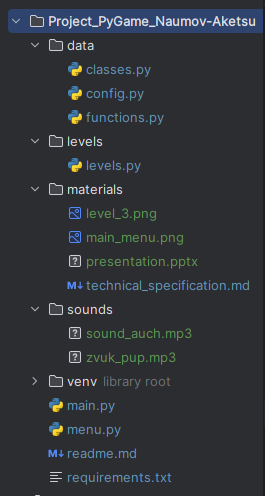 Project_PyGame_Naumov-Aketsu
data
classes.py
config.py
functions.py
levels
levels.py
materials
level_3.png
main_menu.png
presentation.pptx
technical_specification.md
sounds
sound_auch.mp3
zvuk_pup.mp3
venv library root
main.py
menu.py
readme.md
requirements.txt